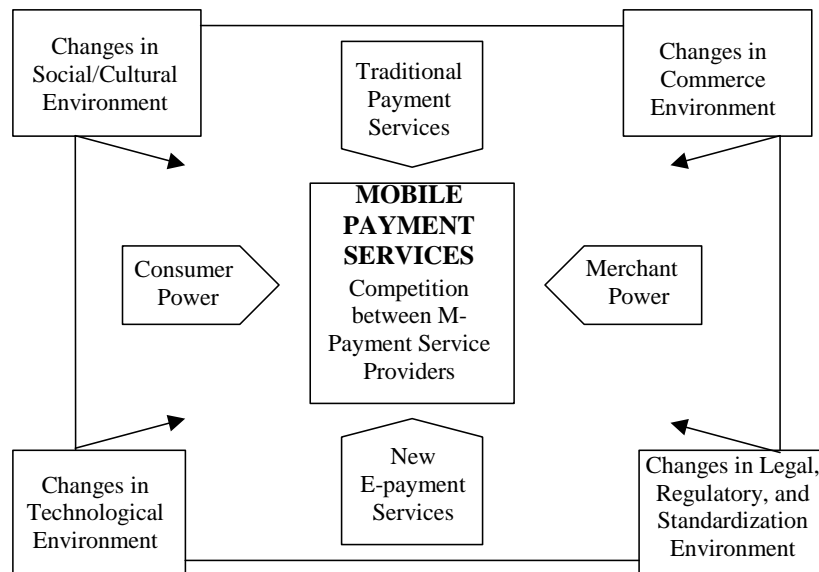 Changes in
Social/Cultural
Environment
Traditional
Payment
Services
Changes in
Commerce
Environment
Consumer
Power
MOBILE
PAYMENT
SERVICES
Competition
between M-
Payment Service
Providers
Merchant
Power
Changes in
Technological
Environment
New
E-payment
Services
Changes in Legal,
Regulatory, and
Standardization
Environment